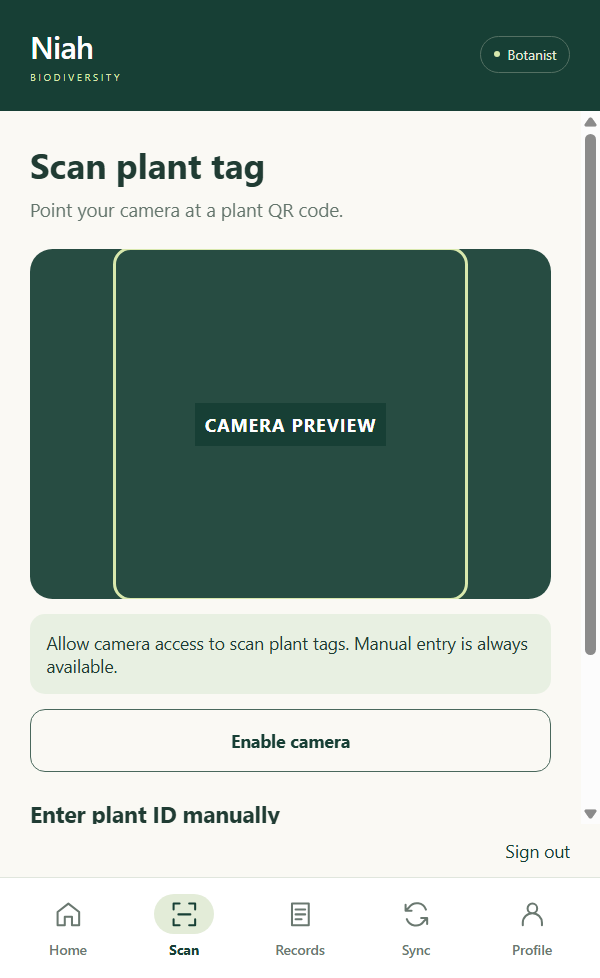 Niah
BIODIVERSITY
Botanist
Scan plant tag
Point your camera at a plant QR code.
CAMERA PREVIEW
Allow camera access to scan plant tags. Manual entry is always
available.
Enable camera
Enter plant ID manually
Sign out
Home
Scan
Records
Sync
Profile